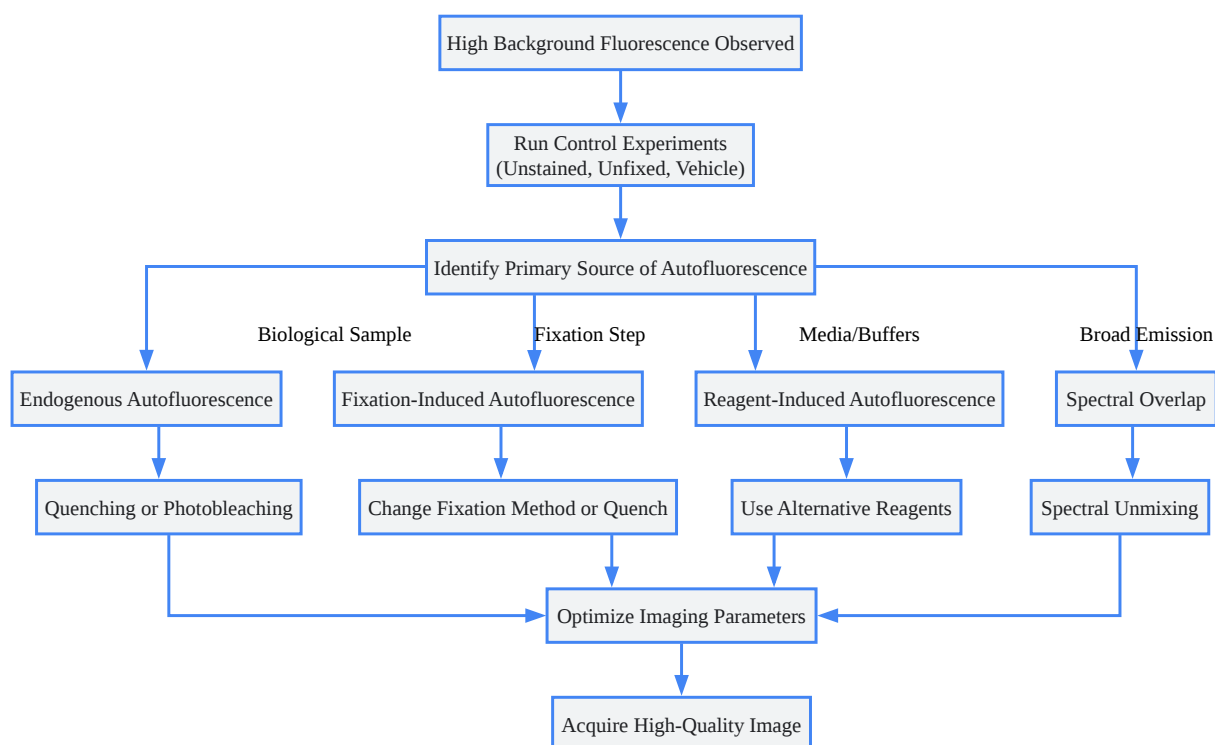 High Background Fluorescence Observed
Run Control Experiments
(Unstained, Unfixed, Vehicle)
Identify Primary Source of Autofluorescence
Biological Sample
Fixation Step
Media/Buffers
Broad Emission
Endogenous Autofluorescence
Fixation-Induced Autofluorescence
Reagent-Induced Autofluorescence
Spectral Overlap
Quenching or Photobleaching
Change Fixation Method or Quench
Use Alternative Reagents
Spectral Unmixing
Optimize Imaging Parameters
Acquire High-Quality Image